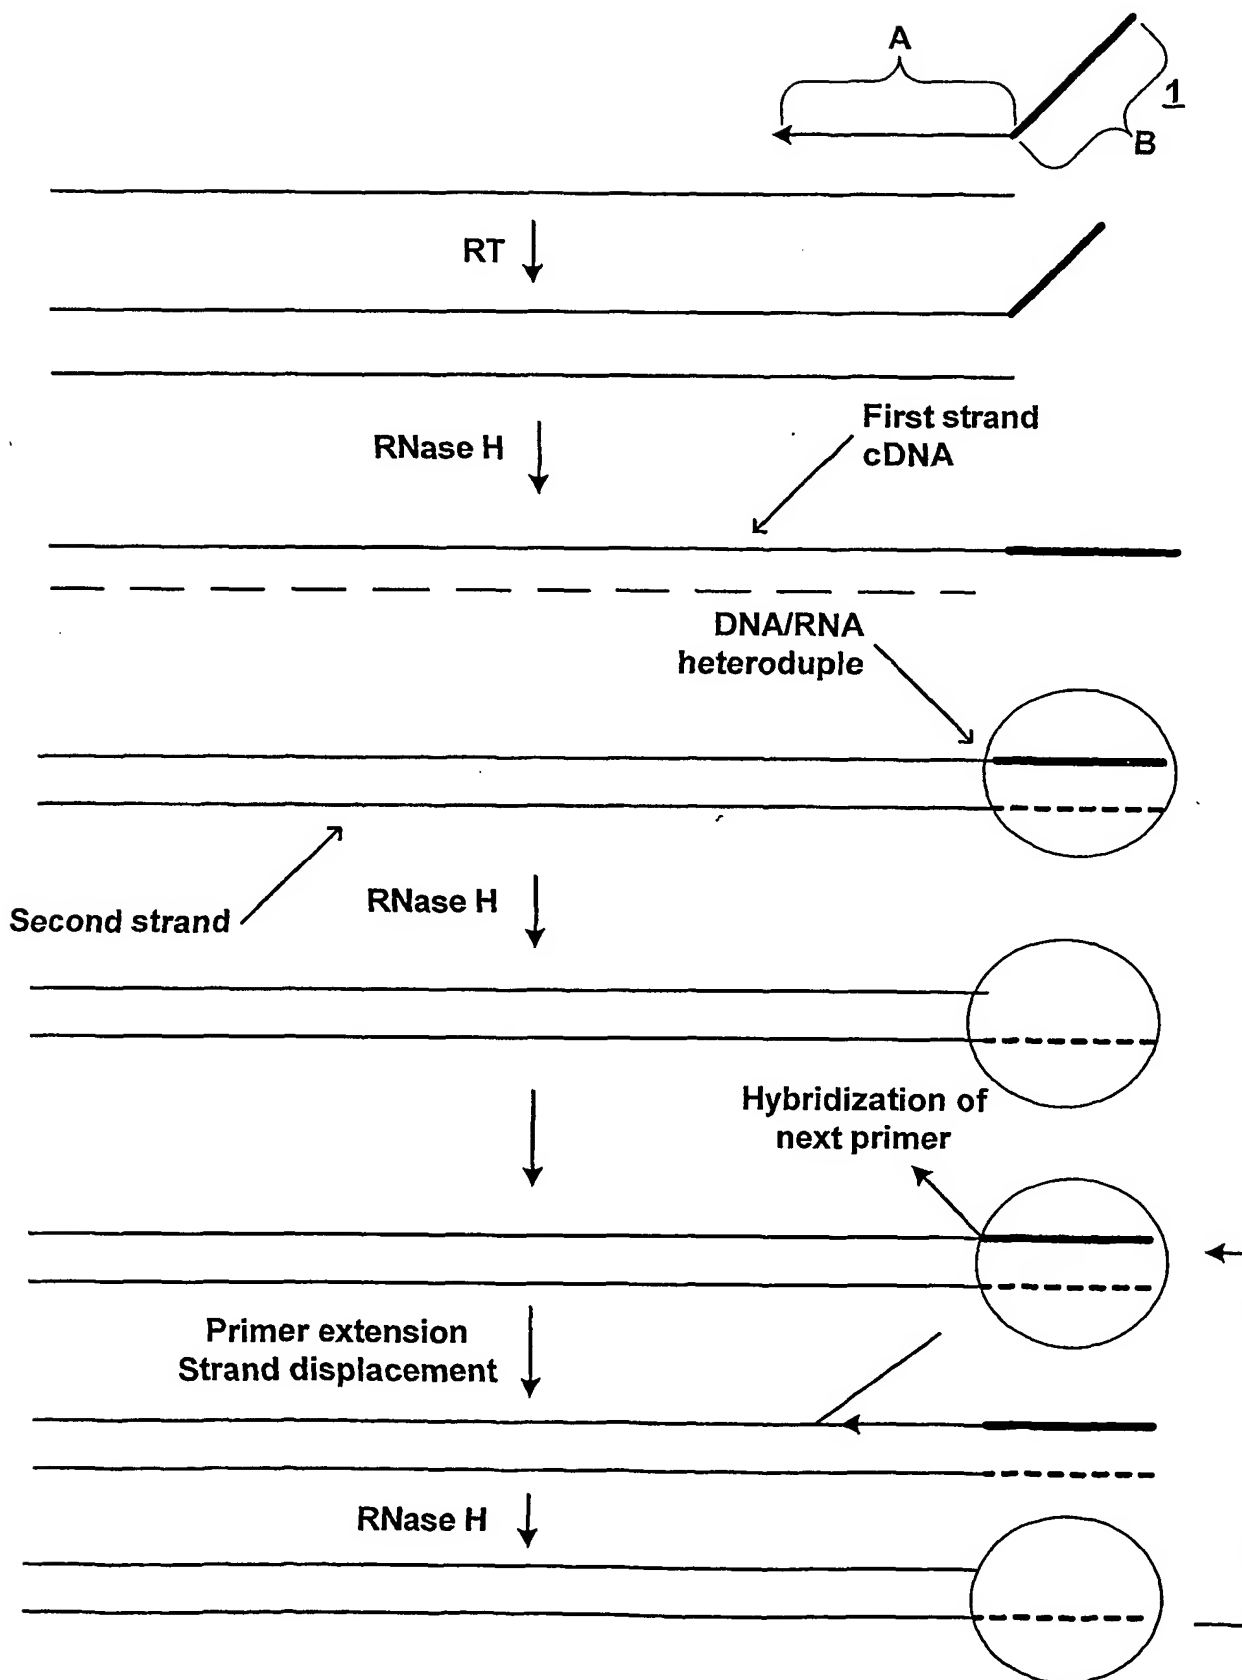 A
1
B
RT
RNase H
First strand
cDNA
DNA/RNA
heteroduple
Second strand
RNase H
Hybridization of
next primer
Primer extension
Strand displacement
RNase H